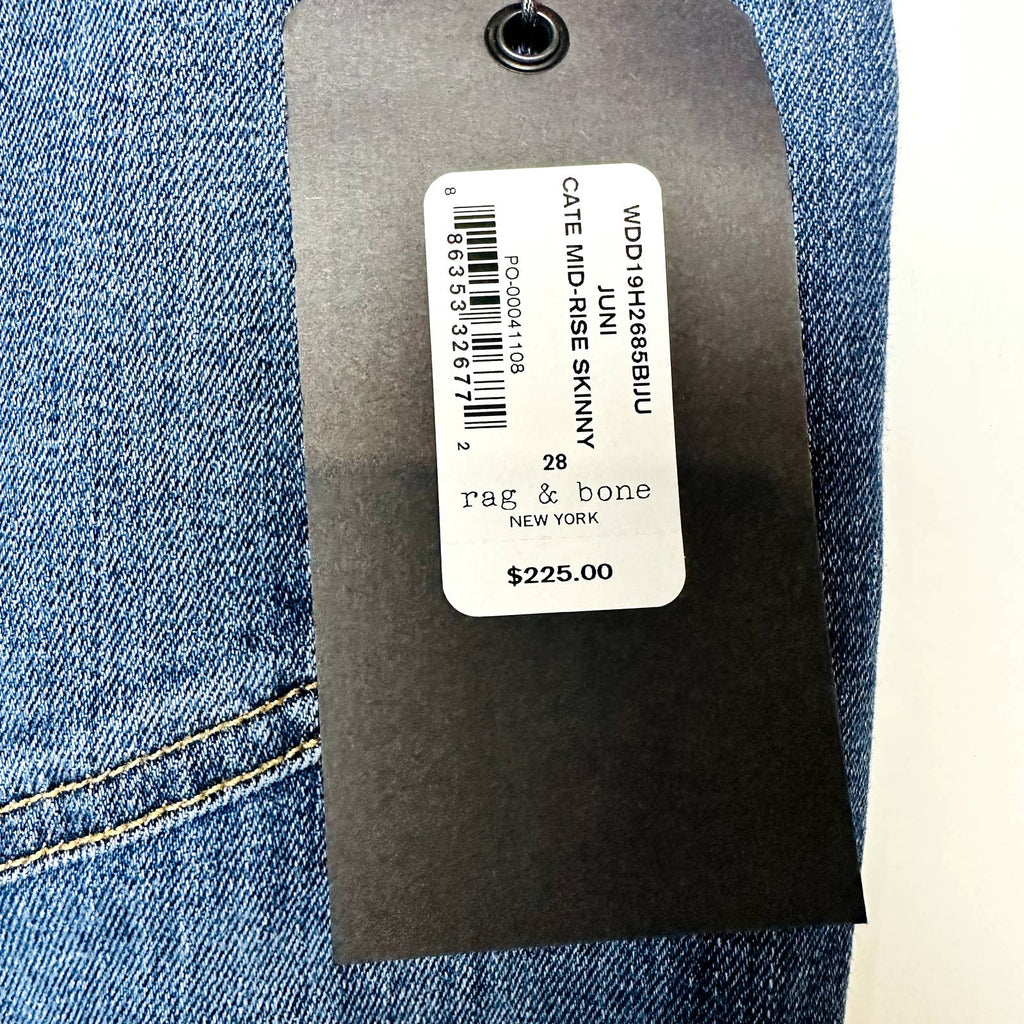 WDD19H2685BIJU
JUNI
CATE MID-RISE SKINNY
PO-00041108
8 86353 32677 2
28
rag & bone
NEW YORK
$225.00